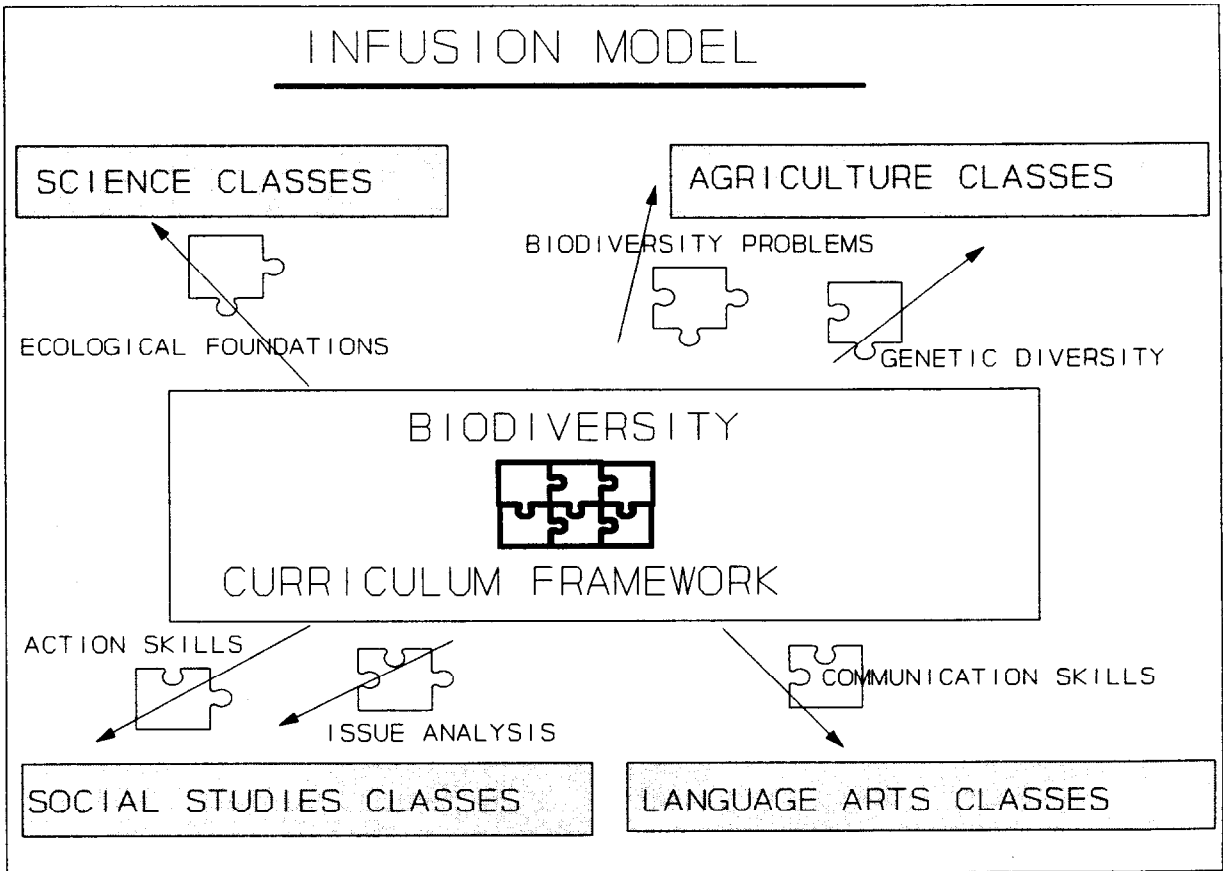 INFUSION MODEL
SCIENCE CLASSES
AGRICULTURE CLASSES
BIODIVERSITY PROBLEMS
ECOLOGICAL FOUNDATIONS
GENETIC DIVERSITY
BIODIVERSITY
CURRICULUM FRAMEWORK
ACTION SKILLS
COMMUNICATION SKILLS
ISSUE ANALYSIS
SOCIAL STUDIES CLASSES
LANGUAGE ARTS CLASSES